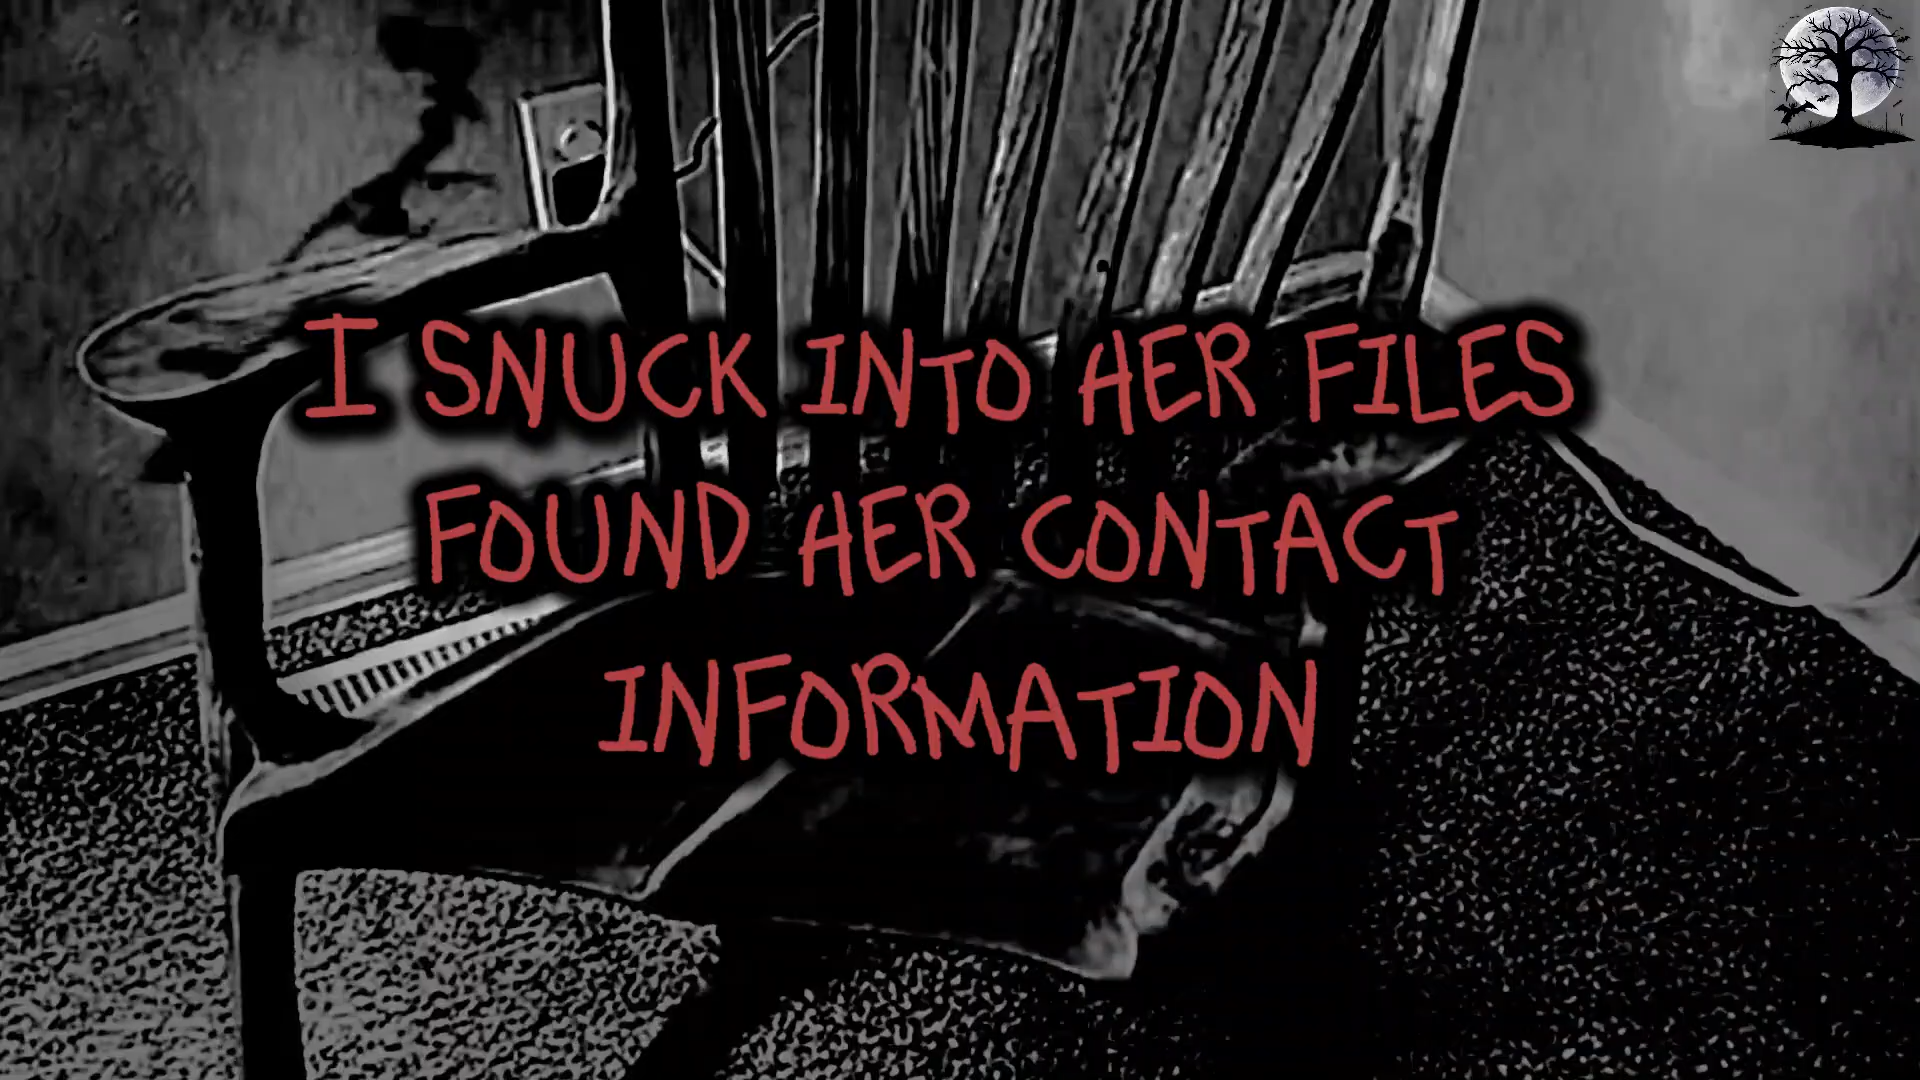 I SNUCK INTO HER FILES
FOUND HER CONTACT
INFORMATION